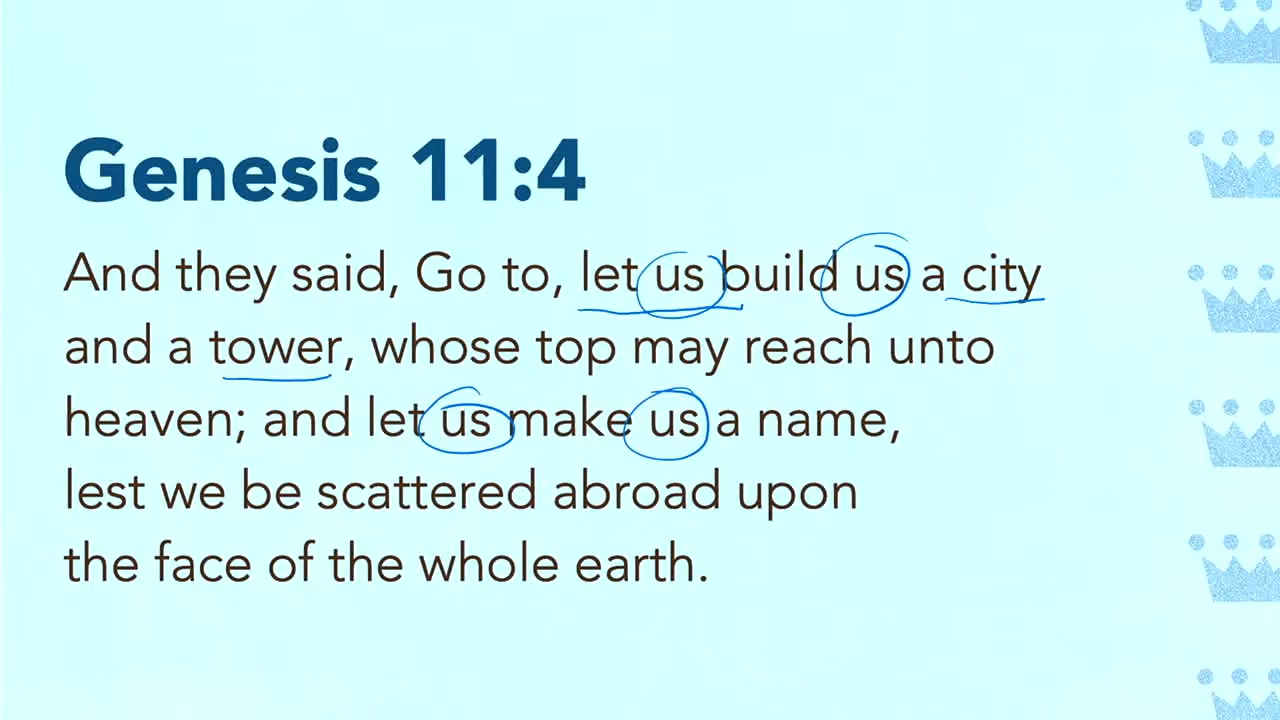 Genesis 11:4
And they said, Go to, let us build us a city
and a tower, whose top may reach unto
heaven; and let us make us a name,
lest we be scattered abroad upon
the face of the whole earth.